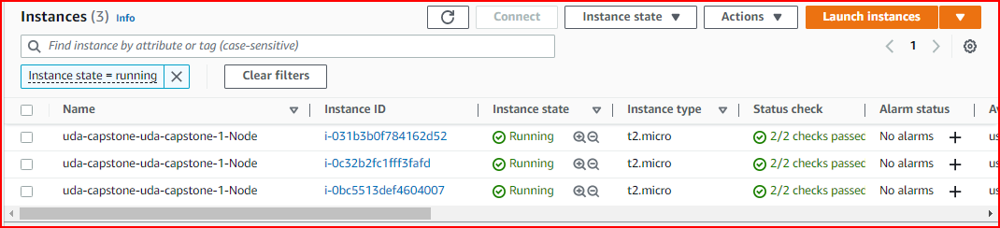 Instances (3) Info Connect Instance state Actions Launch instances
Find instance by attribute or tag (case-sensitive) 1
Instance state = running Clear filters
Name Instance ID Instance state Instance type Status check Alarm status Av
uda-capstone-uda-capstone-1-Node i-031b3b0f784162d52 Running t2.micro 2/2 checks passec No alarms us
uda-capstone-uda-capstone-1-Node i-0c32b2fc1fff3fafd Running t2.micro 2/2 checks passec No alarms us
uda-capstone-uda-capstone-1-Node i-0bc5513def4604007 Running t2.micro 2/2 checks passec No alarms us